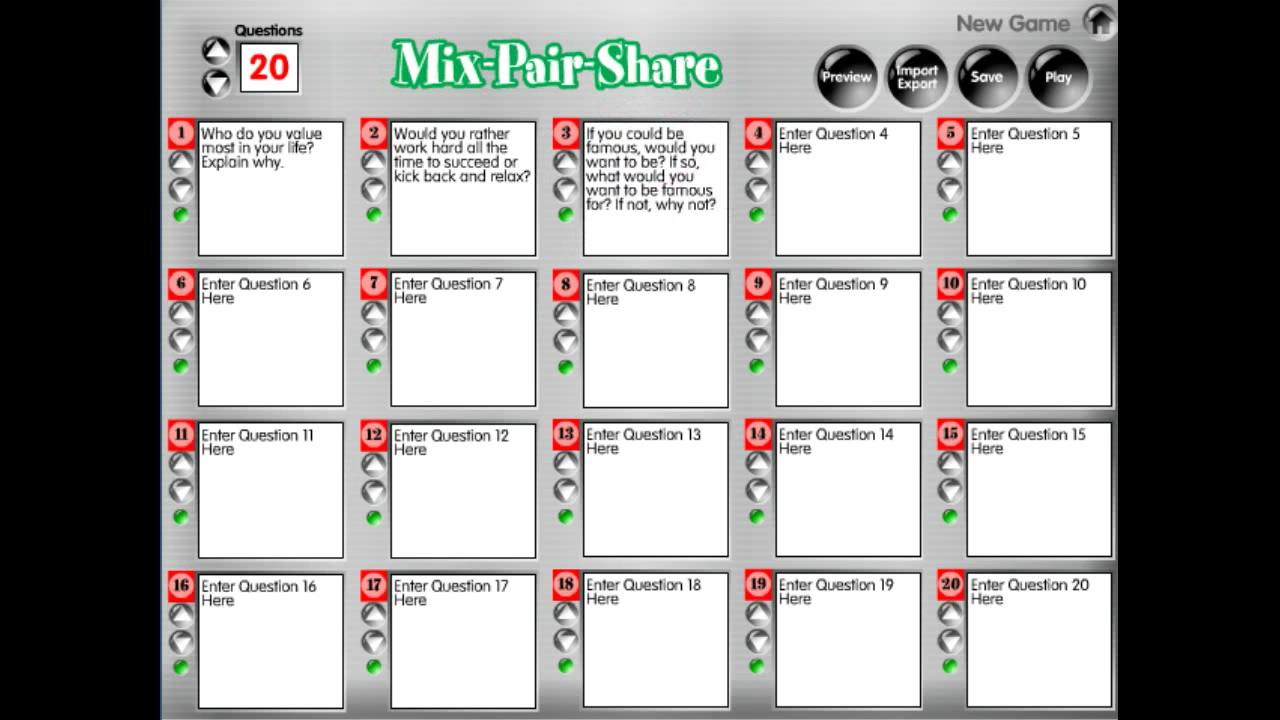 Questions
20
Mix-Pair-Share
New Game
Preview
Import
Export
Save
Play
1
Who do you value
most in your life?
Explain why.
2
Would you rather
work hard all the
time to succeed or
kick back and relax?
3
If you could be
famous, would you
want to be? If so,
what would you
want to be famous
for? If not, why not?
4
Enter Question 4
Here
5
Enter Question 5
Here
6
Enter Question 6
Here
7
Enter Question 7
Here
8
Enter Question 8
Here
9
Enter Question 9
Here
10
Enter Question 10
Here
11
Enter Question 11
Here
12
Enter Question 12
Here
13
Enter Question 13
Here
14
Enter Question 14
Here
15
Enter Question 15
Here
16
Enter Question 16
Here
17
Enter Question 17
Here
18
Enter Question 18
Here
19
Enter Question 19
Here
20
Enter Question 20
Here